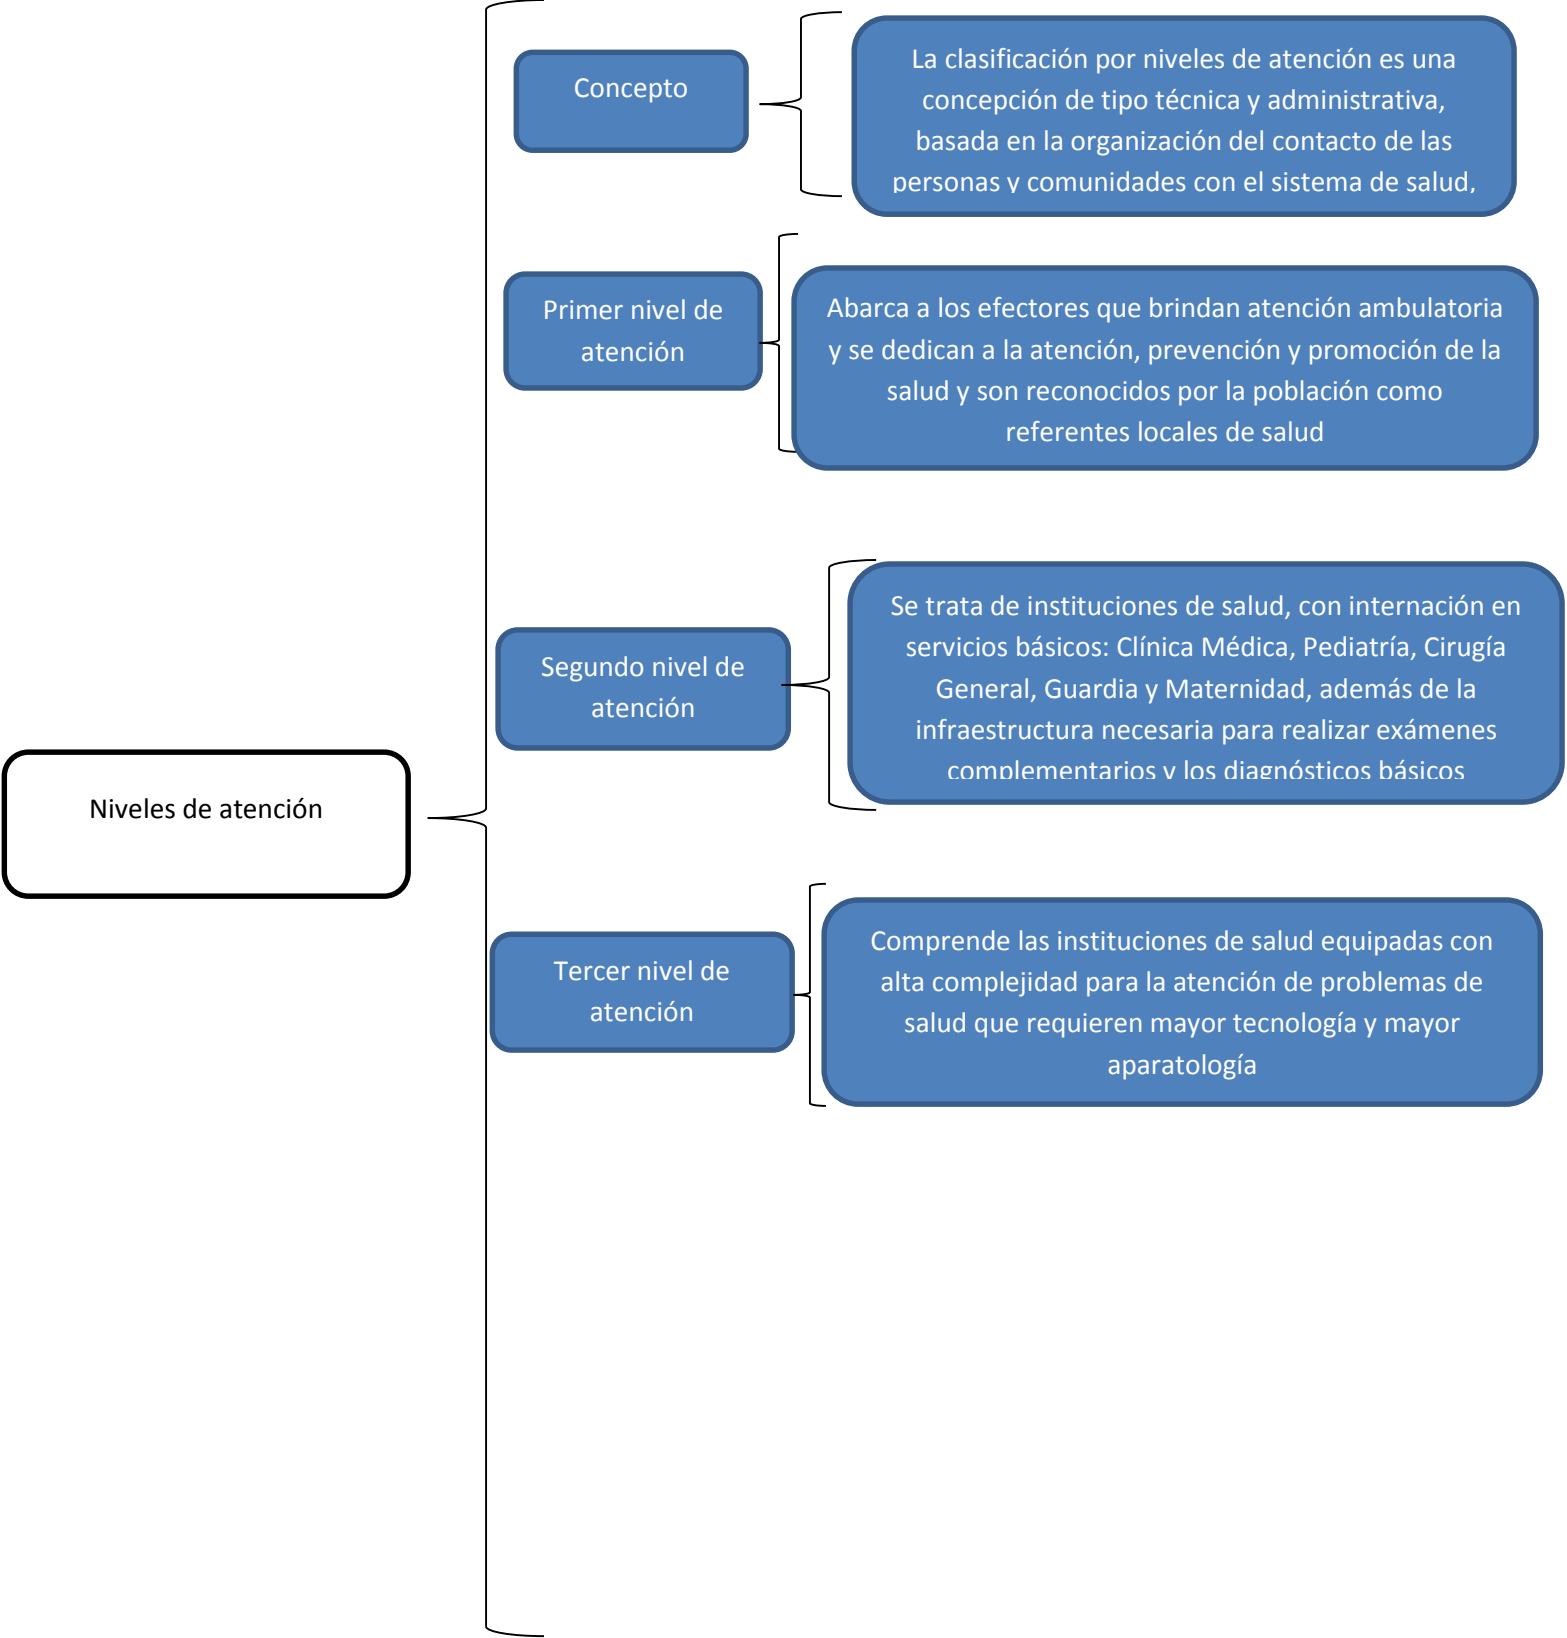 Niveles de atención
Concepto
La clasificación por niveles de atención es una
concepción de tipo técnica y administrativa,
basada en la organización del contacto de las
personas y comunidades con el sistema de salud,
Primer nivel de
atención
Abarca a los efectores que brindan atención ambulatoria
y se dedican a la atención, prevención y promoción de la
salud y son reconocidos por la población como
referentes locales de salud
Segundo nivel de
atención
Se trata de instituciones de salud, con internación en
servicios básicos: Clínica Médica, Pediatría, Cirugía
General, Guardia y Maternidad, además de la
infraestructura necesaria para realizar exámenes
complementarios y los diagnósticos básicos
Tercer nivel de
atención
Comprende las instituciones de salud equipadas con
alta complejidad para la atención de problemas de
salud que requieren mayor tecnología y mayor
aparatología